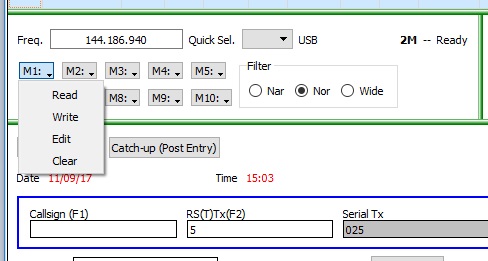 Freq. 144.186.940 Quick Sel. USB 2M -- Ready
M1: M2: M3: M4: M5: Filter
Nar Nor Wide
Read
M8: M9: M10:
Write
Edit
Clear
Catch-up (Post Entry)
Date 11/09/17 Time 15:03
Callsign (F1) RS(T)Tx(F2) Serial Tx
5 025